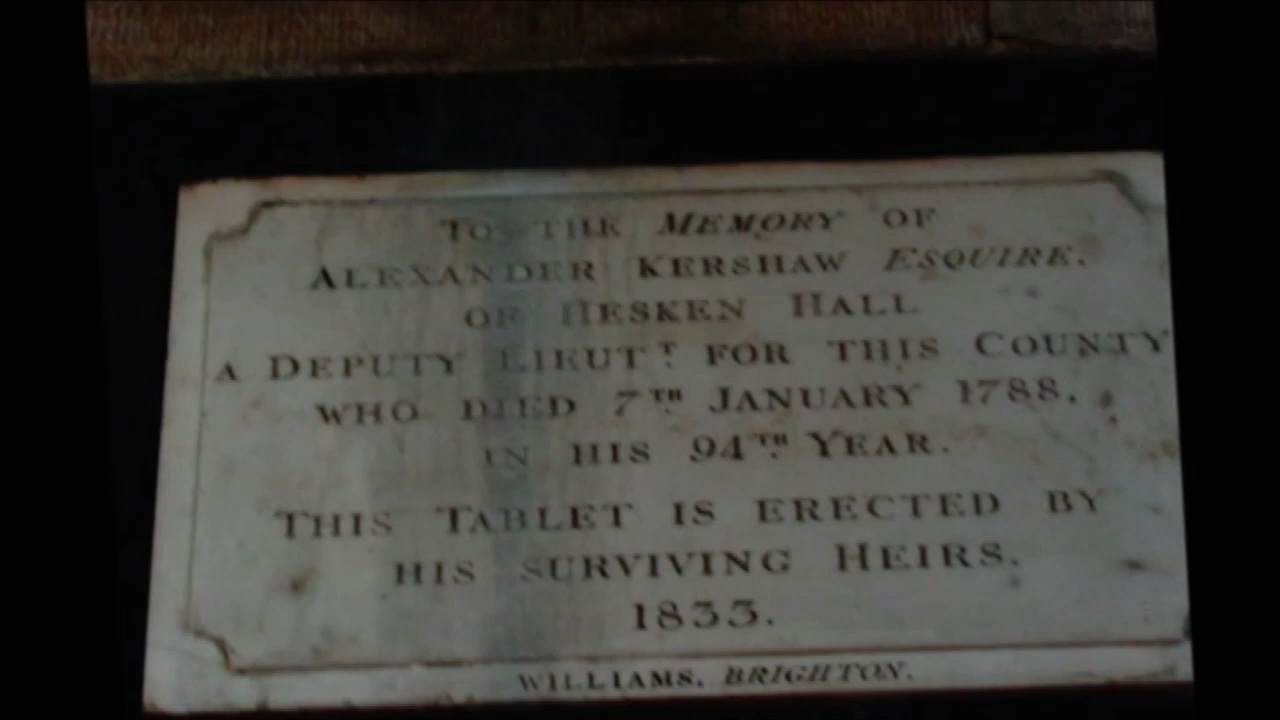 TO THE MEMORY OF
ALEXANDER KERSHAW ESQUIRE.
OF HESKEN HALL
A DEPUTY LIEUT.T FOR THIS COUNTY
WHO DIED 7TH JANUARY 1788.
IN HIS 94TH YEAR.
THIS TABLET IS ERECTED BY
HIS SURVIVING HEIRS.
1833.
WILLIAMS. BRIGHTON.